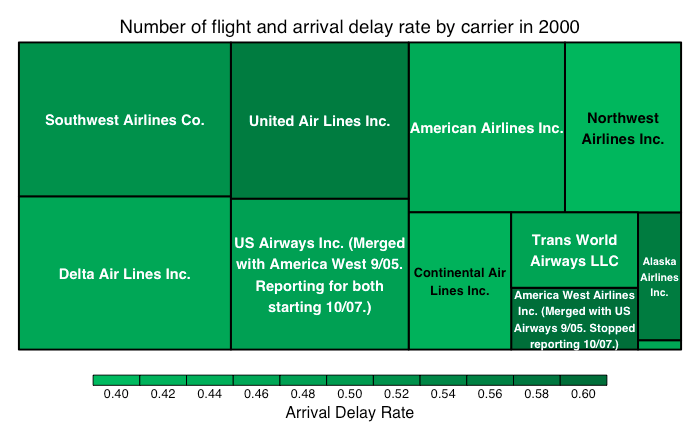 Number of flight and arrival delay rate by carrier in 2000
Southwest Airlines Co.
United Air Lines Inc.
American Airlines Inc.
Northwest
Airlines Inc.
Delta Air Lines Inc.
US Airways Inc. (Merged
with America West 9/05.
Reporting for both
starting 10/07.)
Continental Air
Lines Inc.
Trans World
Airways LLC
America West Airlines
Inc. (Merged with US
Airways 9/05. Stopped
reporting 10/07.)
Alaska
Airlines
Inc.
0.40 0.42 0.44 0.46 0.48 0.50 0.52 0.54 0.56 0.58 0.60
Arrival Delay Rate